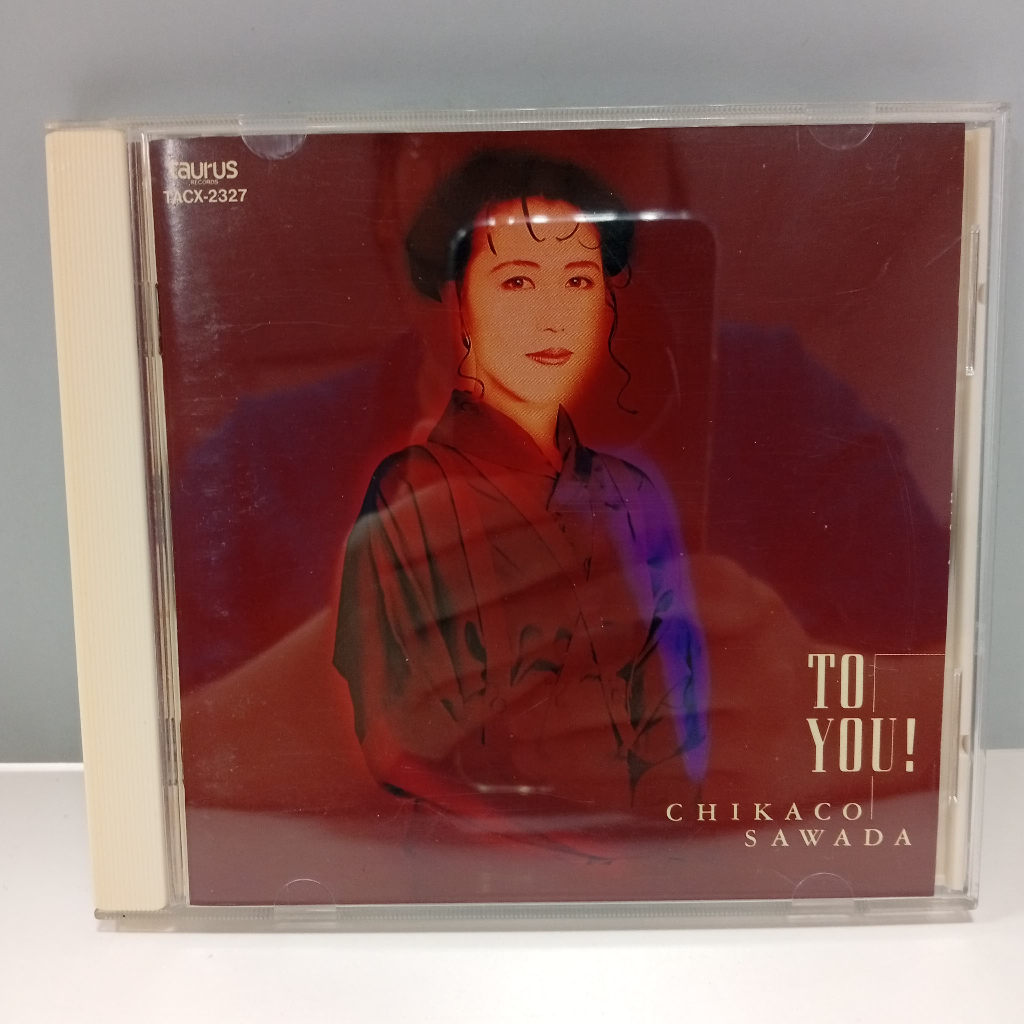 taurus
RECORDS
TACX-2327
TO
YOU!
CHIKACO
SAWADA